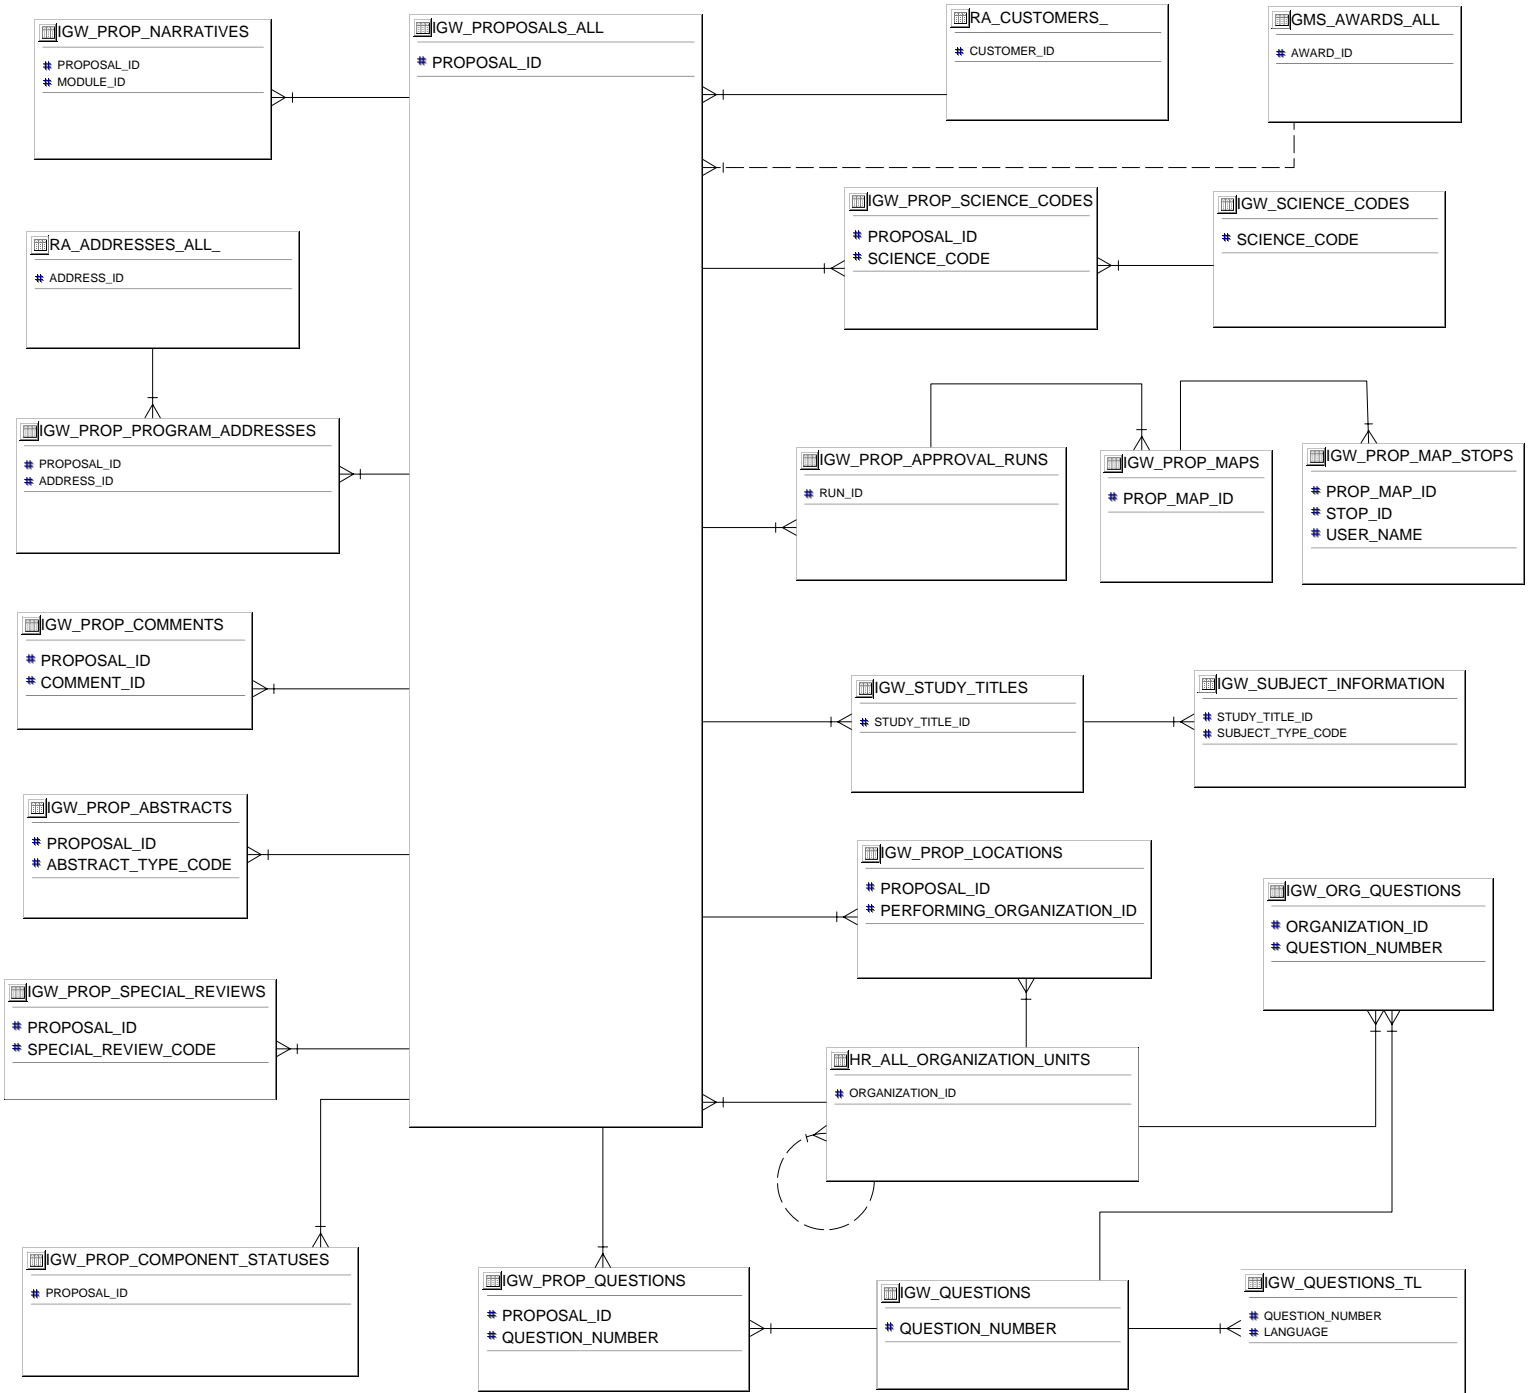 IGW_PROP_NARRATIVES
# PROPOSAL_ID
# MODULE_ID
IGW_PROPOSALS_ALL
# PROPOSAL_ID
RA_CUSTOMERS_
# CUSTOMER_ID
GMS_AWARDS_ALL
# AWARD_ID
IGW_PROP_SCIENCE_CODES
# PROPOSAL_ID
# SCIENCE_CODE
IGW_SCIENCE_CODES
# SCIENCE_CODE
RA_ADDRESSES_ALL_
# ADDRESS_ID
IGW_PROP_PROGRAM_ADDRESSES
# PROPOSAL_ID
# ADDRESS_ID
IGW_PROP_APPROVAL_RUNS
# RUN_ID
IGW_PROP_MAPS
# PROP_MAP_ID
IGW_PROP_MAP_STOPS
# PROP_MAP_ID
# STOP_ID
# USER_NAME
IGW_PROP_COMMENTS
# PROPOSAL_ID
# COMMENT_ID
IGW_STUDY_TITLES
# STUDY_TITLE_ID
IGW_SUBJECT_INFORMATION
# STUDY_TITLE_ID
# SUBJECT_TYPE_CODE
IGW_PROP_ABSTRACTS
# PROPOSAL_ID
# ABSTRACT_TYPE_CODE
IGW_PROP_LOCATIONS
# PROPOSAL_ID
# PERFORMING_ORGANIZATION_ID
IGW_ORG_QUESTIONS
# ORGANIZATION_ID
# QUESTION_NUMBER
IGW_PROP_SPECIAL_REVIEWS
# PROPOSAL_ID
# SPECIAL_REVIEW_CODE
HR_ALL_ORGANIZATION_UNITS
# ORGANIZATION_ID
IGW_PROP_COMPONENT_STATUSES
# PROPOSAL_ID
IGW_PROP_QUESTIONS
# PROPOSAL_ID
# QUESTION_NUMBER
IGW_QUESTIONS
# QUESTION_NUMBER
IGW_QUESTIONS_TL
# QUESTION_NUMBER
# LANGUAGE